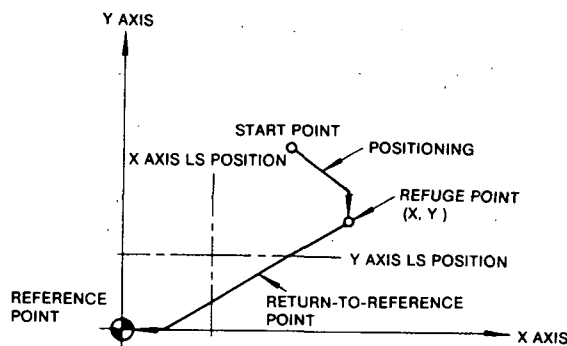 Y AXIS
START POINT
X AXIS LS POSITION
POSITIONING
REFUGE POINT
(X, Y)
Y AXIS LS POSITION
REFERENCE
POINT
RETURN-TO-REFERENCE
POINT
X AXIS